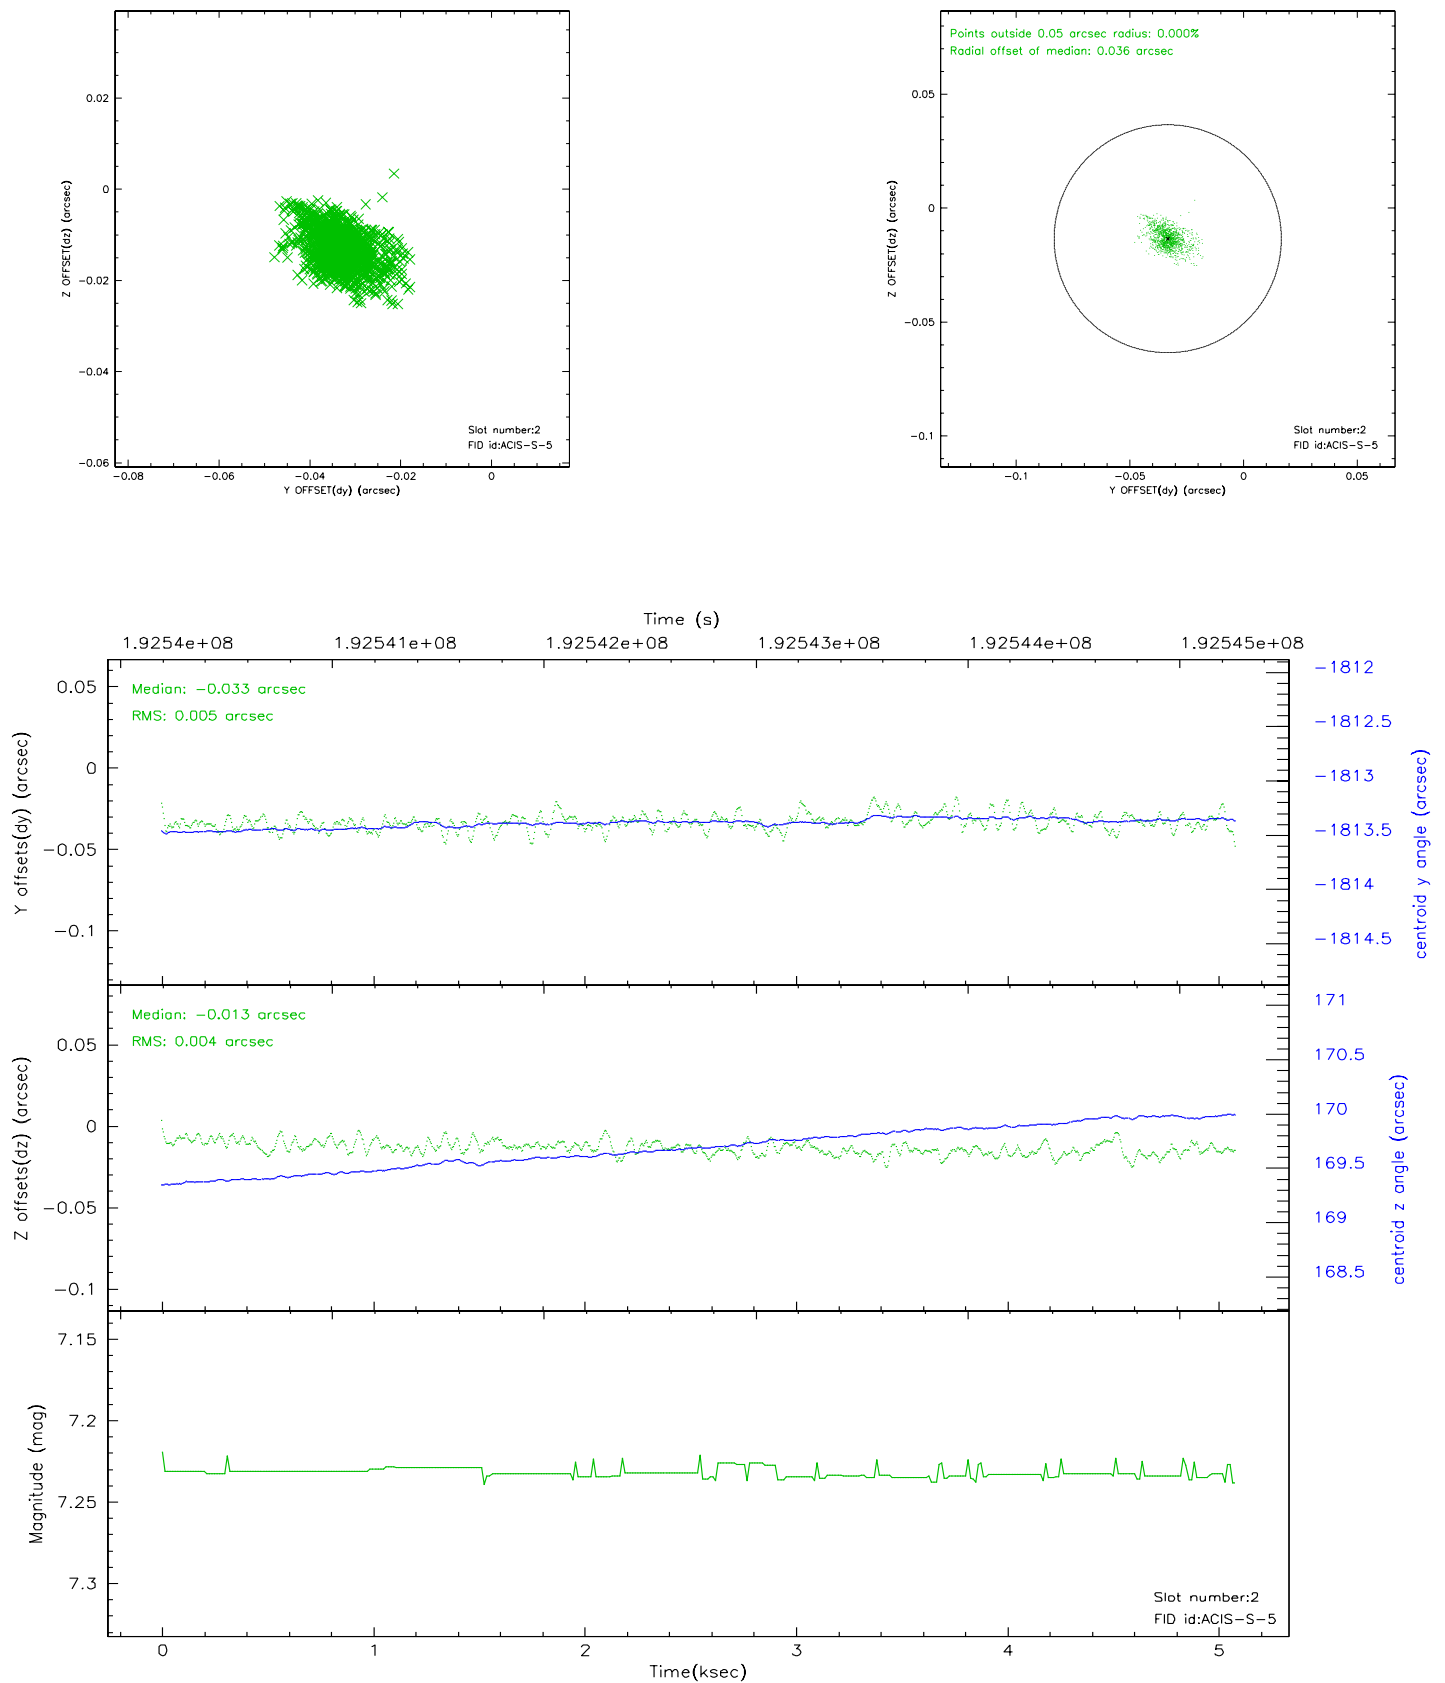 0.02
0
−0.02
−0.04
−0.06
Z OFFSET(dz) (arcsec)
Slot number:2
FID id:ACIS−S−5
−0.08
−0.06
−0.04
−0.02
0
Y OFFSET(dy) (arcsec)
Points outside 0.05 arcsec radius: 0.000%
Radial offset of median: 0.036 arcsec
0.05
0
−0.05
−0.1
Z OFFSET(dz) (arcsec)
Slot number:2
FID id:ACIS−S−5
−0.1
−0.05
0
0.05
Y OFFSET(dy) (arcsec)
Time (s)
1.9254e+08
1.92541e+08
1.92542e+08
1.92543e+08
1.92544e+08
1.92545e+08
Median: −0.033 arcsec
RMS: 0.005 arcsec
0.05
0
−0.05
−0.1
Y offsets(dy) (arcsec)
−1812
−1812.5
−1813
−1813.5
−1814
−1814.5
centroid y angle (arcsec)
Median: −0.013 arcsec
RMS: 0.004 arcsec
0.05
0
−0.05
−0.1
Z offsets(dz) (arcsec)
171
170.5
170
169.5
169
168.5
centroid z angle (arcsec)
7.15
7.2
7.25
7.3
Magnitude (mag)
Slot number:2
FID id:ACIS−S−5
0
1
2
3
4
5
Time(ksec)